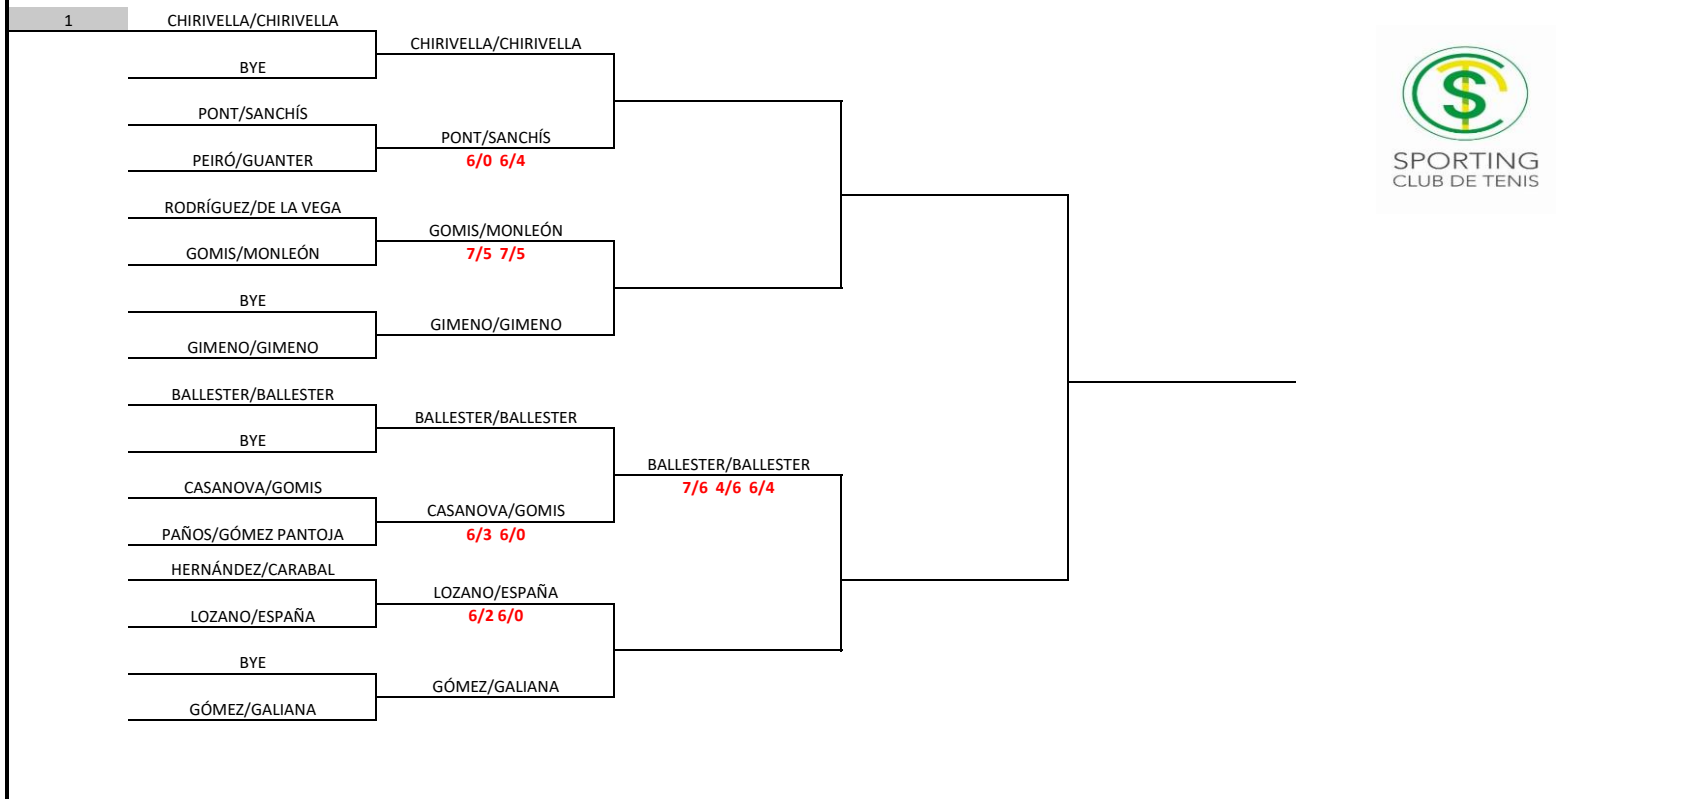 1
CHIRIVELLA/CHIRIVELLA
BYE
PONT/SANCHÍS
PEIRÓ/GUANTER
RODRÍGUEZ/DE LA VEGA
GOMIS/MONLEÓN
BYE
GIMENO/GIMENO
BALLESTER/BALLESTER
BYE
CASANOVA/GOMIS
PAÑOS/GÓMEZ PANTOJA
HERNÁNDEZ/CARABAL
LOZANO/ESPAÑA
BYE
GÓMEZ/GALIANA
CHIRIVELLA/CHIRIVELLA
PONT/SANCHÍS
6/0 6/4
GOMIS/MONLEÓN
7/5 7/5
GIMENO/GIMENO
BALLESTER/BALLESTER
CASANOVA/GOMIS
6/3 6/0
LOZANO/ESPAÑA
6/2 6/0
GÓMEZ/GALIANA
BALLESTER/BALLESTER
7/6 4/6 6/4
SPORTING
CLUB DE TENIS